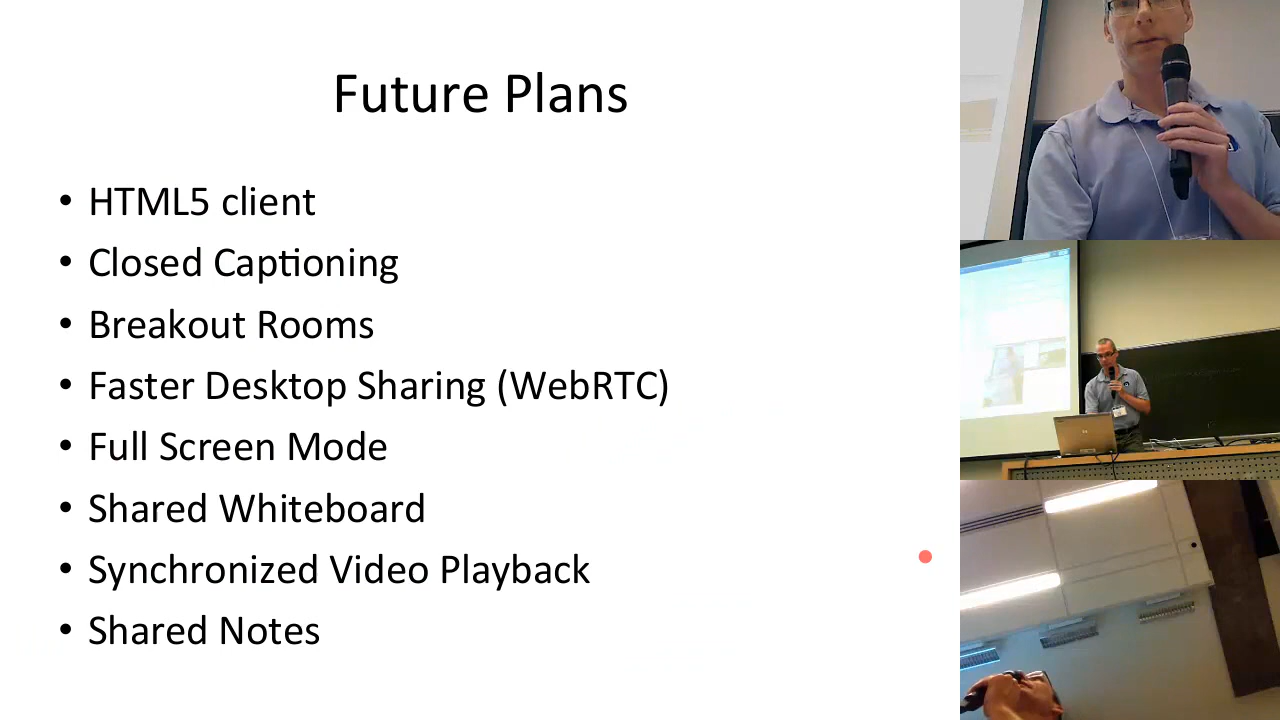 Future Plans
• HTML5 client
• Closed Captioning
• Breakout Rooms
• Faster Desktop Sharing (WebRTC)
• Full Screen Mode
• Shared Whiteboard
• Synchronized Video Playback
• Shared Notes